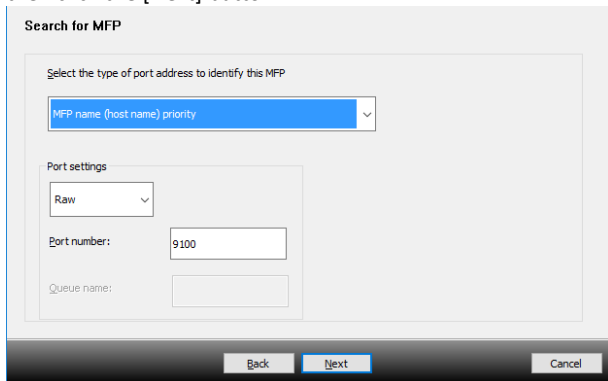 Search for MFP
Select the type of port address to identify this MFP
MFP name (host name) priority
Port settings
Raw
Port number:
9100
Queue name:
Back Next Cancel